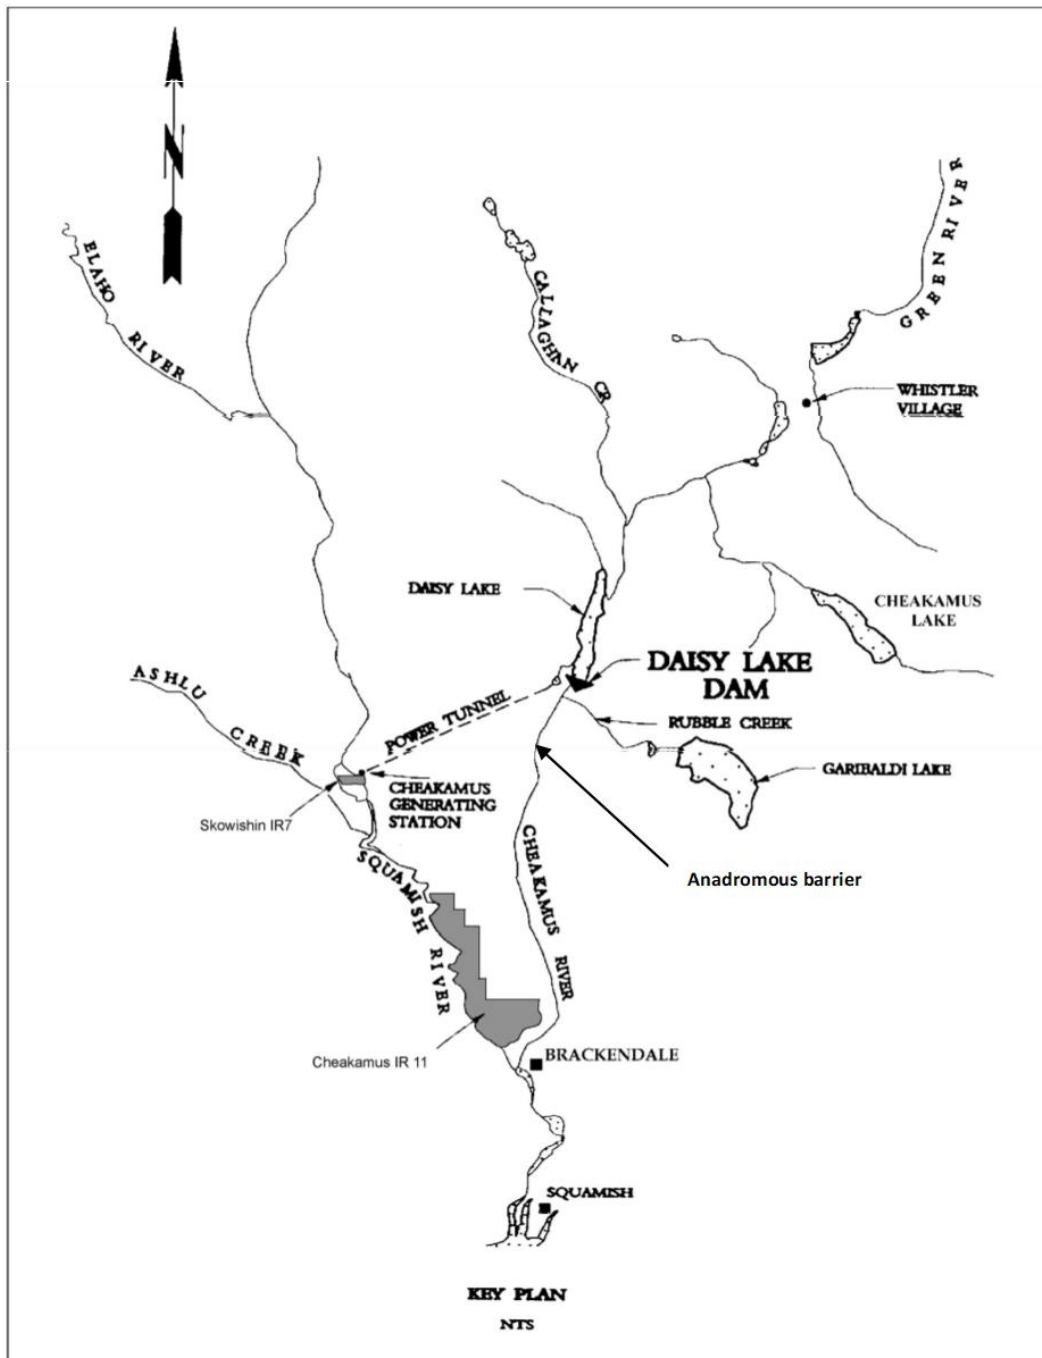 N
ELAHO
RIVER
CALLAGHAN CR
GREEN RIVER
WHISTLER
VILLAGE
DAISY LAKE
CHEAKAMUS
LAKE
DAISY LAKE
DAM
ASHLU
CREEK
POWER TUNNEL
RUBBLE CREEK
GARIBALDI LAKE
CHEAKAMUS
GENERATING
STATION
Skowishin IR7
SQUAMISH RIVER
CHEAKAMUS RIVER
Anadromous barrier
Cheakamus IR 11
BRACKENDALE
SQUAMISH
KEY PLAN
NTS